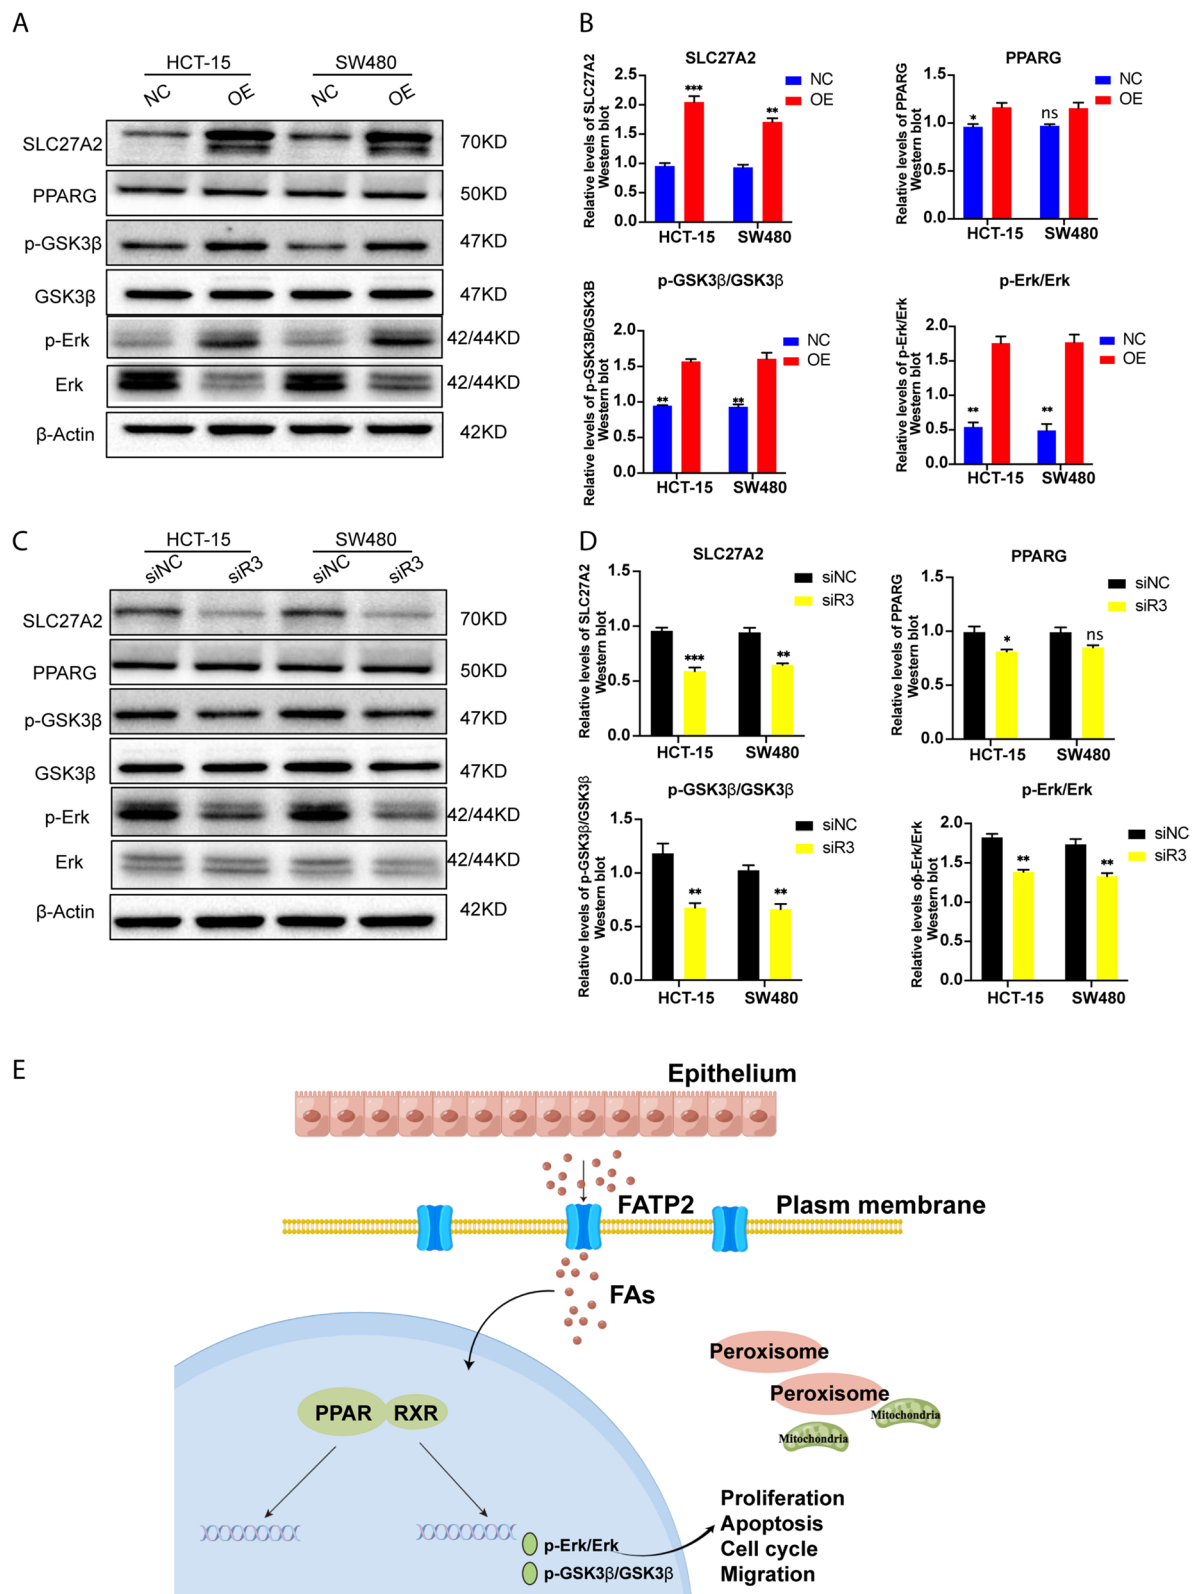 A
HCT-15 SW480
NC OE NC OE
SLC27A2 70KD
PPARG 50KD
p-GSK3β 47KD
GSK3β 47KD
p-Erk 42/44KD
Erk 42/44KD
β-Actin 42KD
B
SLC27A2
Relative levels of SLC27A2
Western blot
2.5
2.0
1.5
1.0
0.5
0.0
*** **
HCT-15 SW480
NC
OE
PPARG
Relative levels of PPARG
Western blot
1.5
1.0
0.5
0.0
* ns
HCT-15 SW480
NC
OE
p-GSK3β/GSK3β
Relative levels of p-GSK3B/GSK3B
Western blot
2.0
1.5
1.0
0.5
0.0
** **
HCT-15 SW480
NC
OE
p-Erk/Erk
Relative levels of p-Erk/Erk
Western blot
2.0
1.5
1.0
0.5
0.0
** **
HCT-15 SW480
NC
OE
C
HCT-15 SW480
siNC siR3 siNC siR3
SLC27A2 70KD
PPARG 50KD
p-GSK3β 47KD
GSK3β 47KD
p-Erk 42/44KD
Erk 42/44KD
β-Actin 42KD
D
SLC27A2
Relative levels of SLC27A2
Western blot
1.5
1.0
0.5
0.0
*** **
HCT-15 SW480
siNC
siR3
PPARG
Relative levels of PPARG
Western blot
1.5
1.0
0.5
0.0
* ns
HCT-15 SW480
siNC
siR3
p-GSK3β/GSK3β
Relative levels of p-GSK3β/GSK3β
Western blot
1.5
1.0
0.5
0.0
** **
HCT-15 SW480
siNC
siR3
p-Erk/Erk
Relative levels of p-Erk/Erk
Western blot
2.0
1.5
1.0
0.5
0.0
** **
HCT-15 SW480
siNC
siR3
E
Epithelium
FATP2
Plasm membrane
FAs
Peroxisome
Peroxisome
Mitochondria
Mitochondria
PPAR RXR
p-Erk/Erk
p-GSK3β/GSK3β
Proliferation
Apoptosis
Cell cycle
Migration